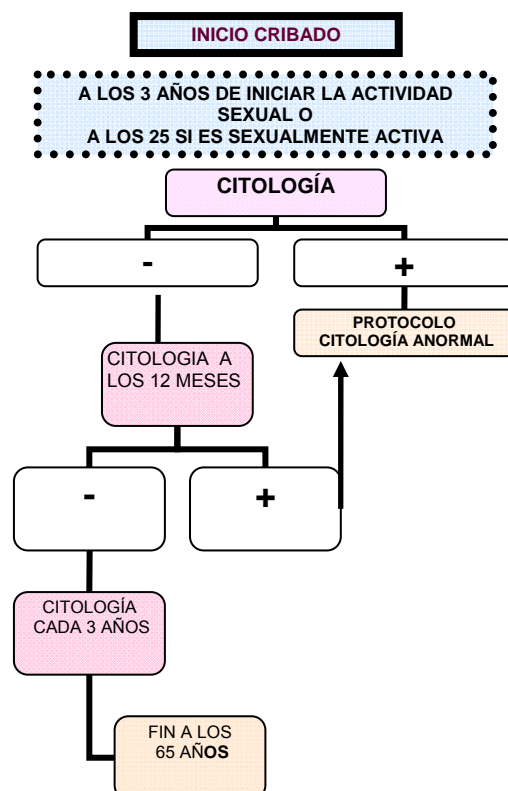 INICIO CRIBADO
A LOS 3 AÑOS DE INICIAR LA ACTIVIDAD
SEXUAL O
A LOS 25 SI ES SEXUALMENTE ACTIVA
CITOLOGÍA
-
+
PROTOCOLO
CITOLOGÍA ANORMAL
CITOLOGIA A
LOS 12 MESES
-
+
CITOLOGÍA
CADA 3 AÑOS
FIN A LOS
65 AÑOS